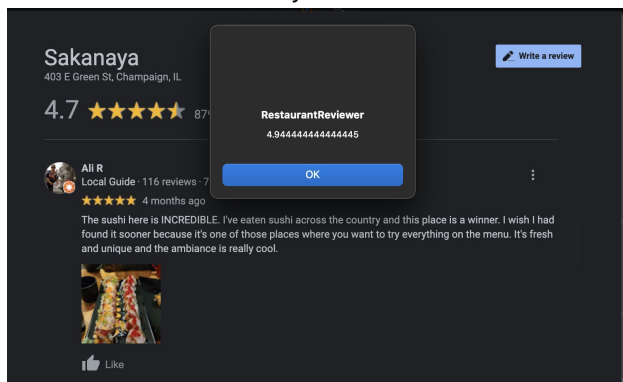 Sakanaya
403 E Green St, Champaign, IL
Write a review
4.7
RestaurantReviewer
4.944444444444445
OK
Ali R
Local Guide · 116 reviews ·
4 months ago
The sushi here is INCREDIBLE. I've eaten sushi across the country and this place is a winner. I wish I had
found it sooner because it's one of those places where you want to try everything on the menu. It's fresh
and unique and the ambiance is really cool.
Like